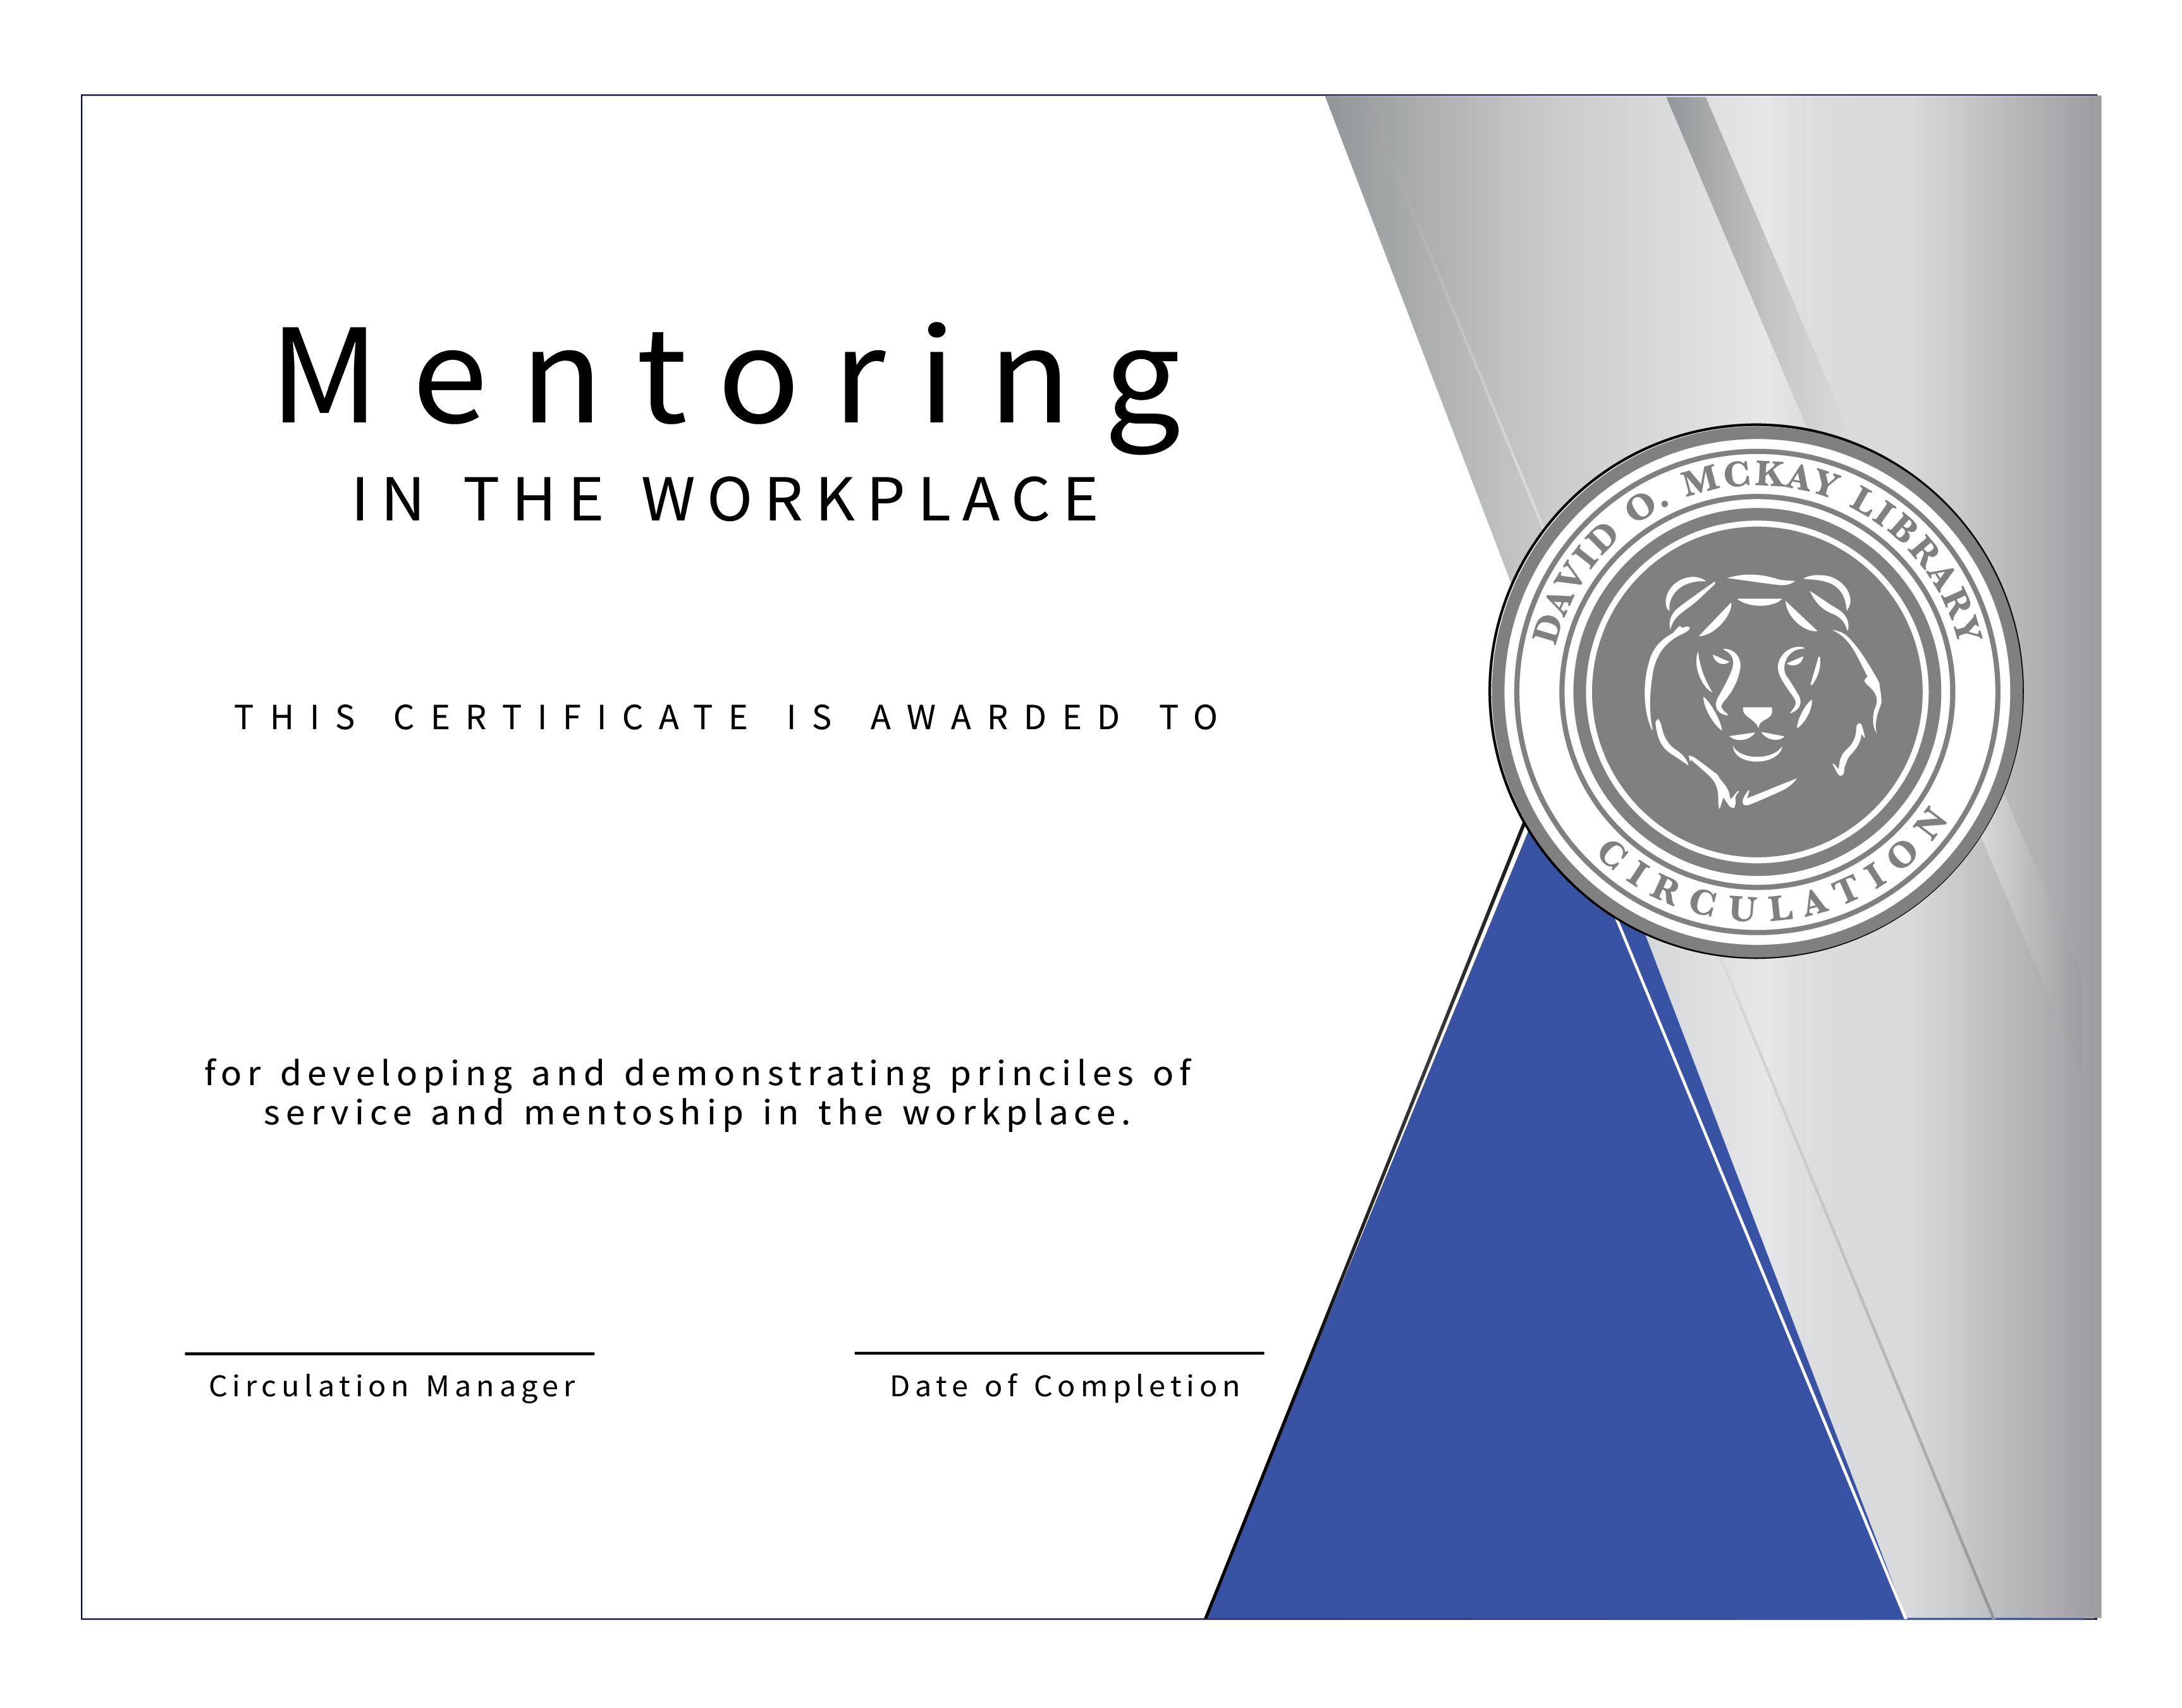 Mentoring
IN THE WORKPLACE
THIS CERTIFICATE IS AWARDED TO
DAVID O. MCKAY LIBRARY
CIRCULATION
for developing and demonstrating princiles of
service and mentoship in the workplace.
Circulation Manager
Date of Completion